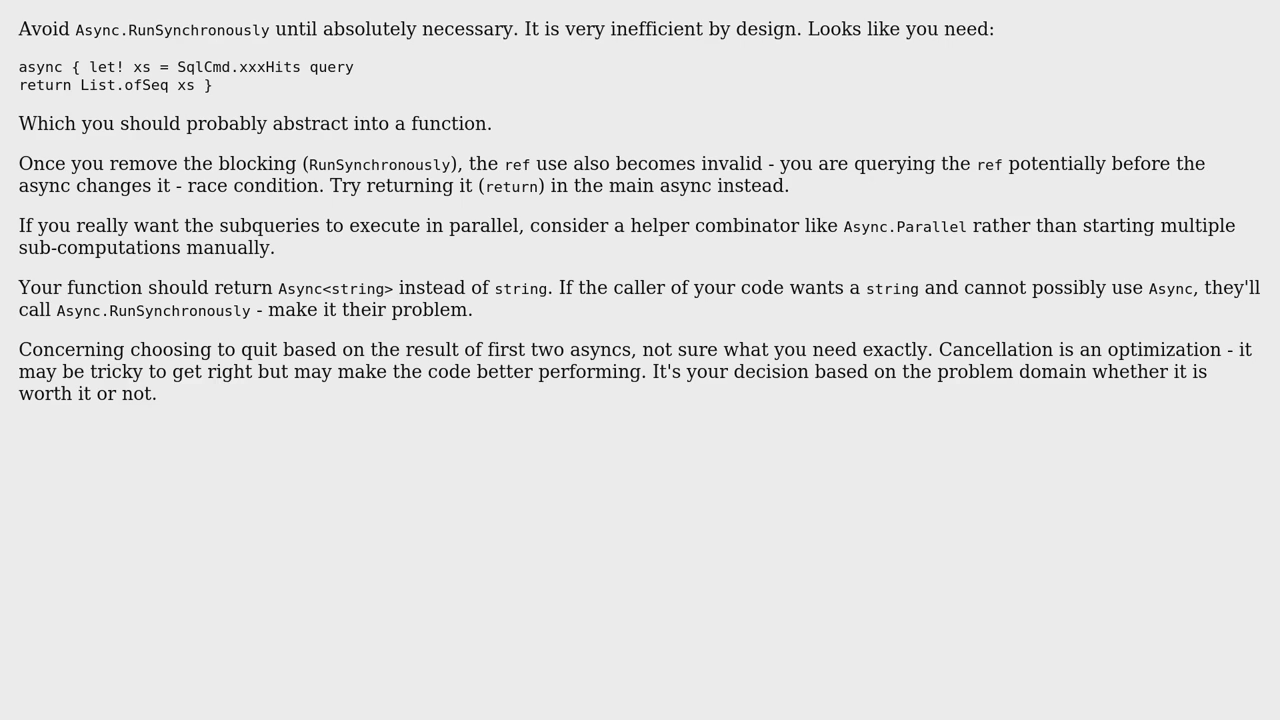 Avoid Async.RunSynchronously until absolutely necessary. It is very inefficient by design. Looks like you need:
async { let! xs = SqlCmd.xxxHits query
return List.ofSeq xs }
Which you should probably abstract into a function.
Once you remove the blocking (RunSynchronously), the ref use also becomes invalid - you are querying the ref potentially before the
async changes it - race condition. Try returning it (return) in the main async instead.
If you really want the subqueries to execute in parallel, consider a helper combinator like Async.Parallel rather than starting multiple
sub-computations manually.
Your function should return Async<string> instead of string. If the caller of your code wants a string and cannot possibly use Async, they'll
call Async.RunSynchronously - make it their problem.
Concerning choosing to quit based on the result of first two asyncs, not sure what you need exactly. Cancellation is an optimization - it
may be tricky to get right but may make the code better performing. It's your decision based on the problem domain whether it is
worth it or not.